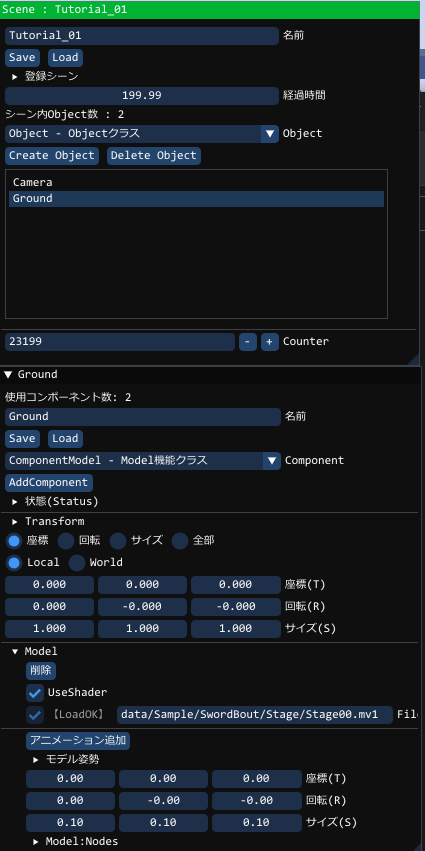 Scene : Tutorial_01
Tutorial_01 名前
Save Load
登録シーン
199.99 経過時間
シーン内Object数 : 2
Object - Objectクラス Object
Create Object Delete Object
Camera
Ground
23199 - + Counter
Ground
使用コンポーネント数: 2
Ground 名前
Save Load
ComponentModel - Model機能クラス Component
AddComponent
状態(Status)
Transform
座標 回転 サイズ 全部
Local World
0.000 0.000 0.000 座標(T)
0.000 -0.000 -0.000 回転(R)
1.000 1.000 1.000 サイズ(S)
Model
削除
UseShader
【LoadOK】 data/Sample/SwordBout/Stage/Stage00.mv1 Fil
アニメーション追加
モデル姿勢
0.00 0.00 0.00 座標(T)
0.00 -0.00 -0.00 回転(R)
0.10 0.10 0.10 サイズ(S)
Model:Nodes